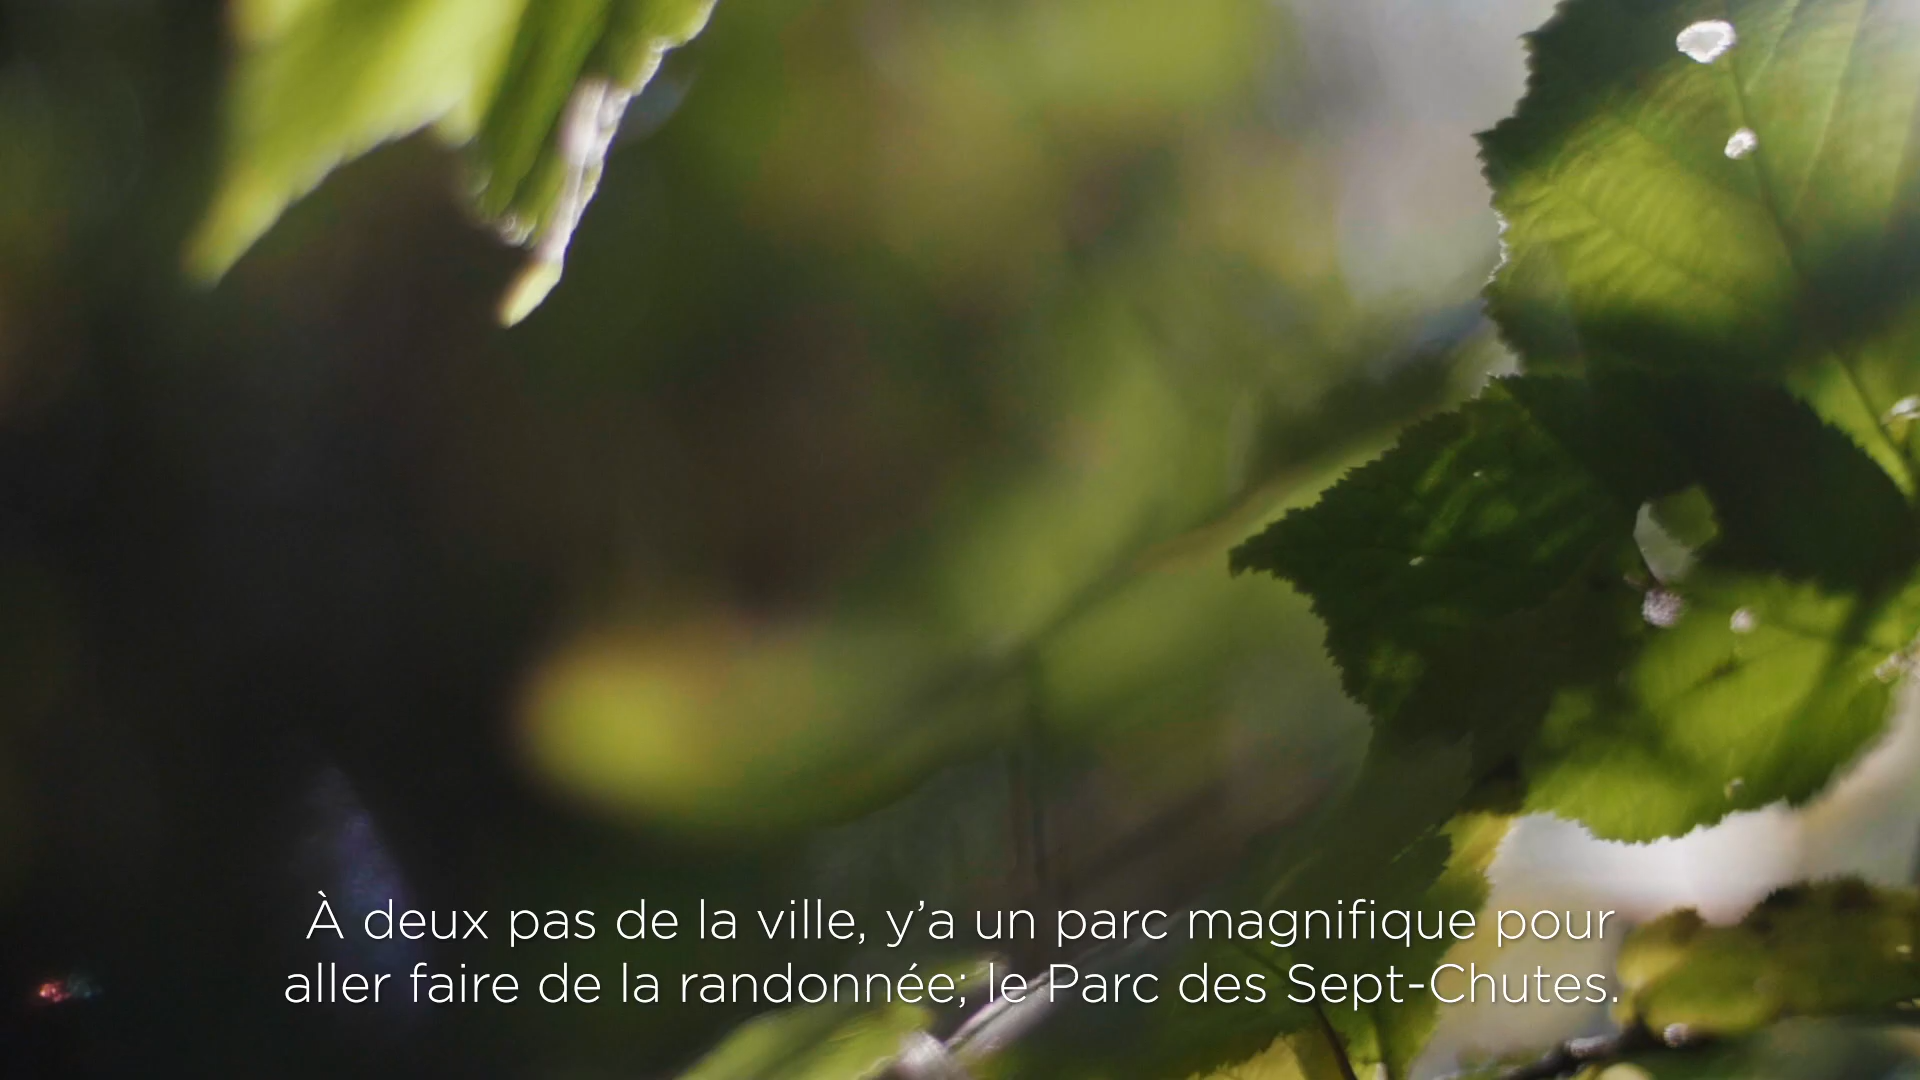 À deux pas de la ville, y’a un parc magnifique pour
aller faire de la randonnée; le Parc des Sept-Chutes.